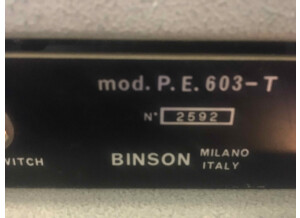 mod. P. E. 603-T
N° 2592
WITCH BINSON MILANO
ITALY